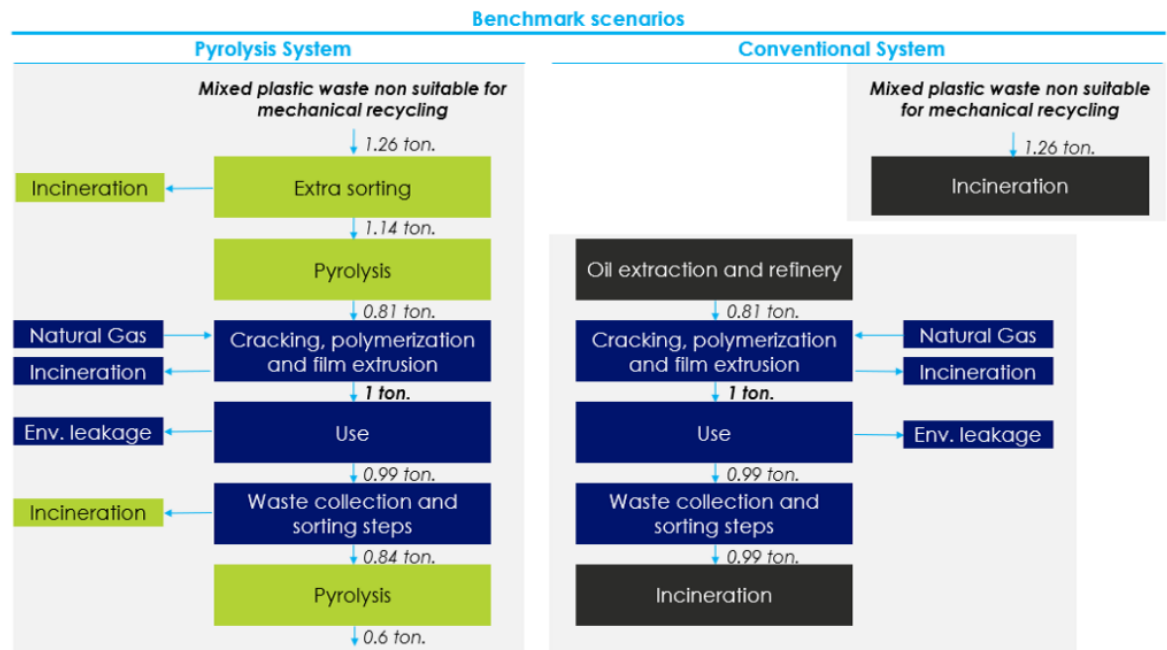 Benchmark scenarios
Pyrolysis System
Mixed plastic waste non suitable for
mechanical recycling
1.26 ton.
Incineration
Extra sorting
1.14 ton.
Pyrolysis
0.81 ton.
Natural Gas
Incineration
Cracking, polymerization
and film extrusion
1 ton.
Env. leakage
Use
0.99 ton.
Incineration
Waste collection and
sorting steps
0.84 ton.
Pyrolysis
0.6 ton.
Conventional System
Mixed plastic waste non suitable
for mechanical recycling
1.26 ton.
Incineration
Oil extraction and refinery
0.81 ton.
Cracking, polymerization
and film extrusion
Natural Gas
Incineration
1 ton.
Use
Env. leakage
0.99 ton.
Waste collection and
sorting steps
0.99 ton.
Incineration